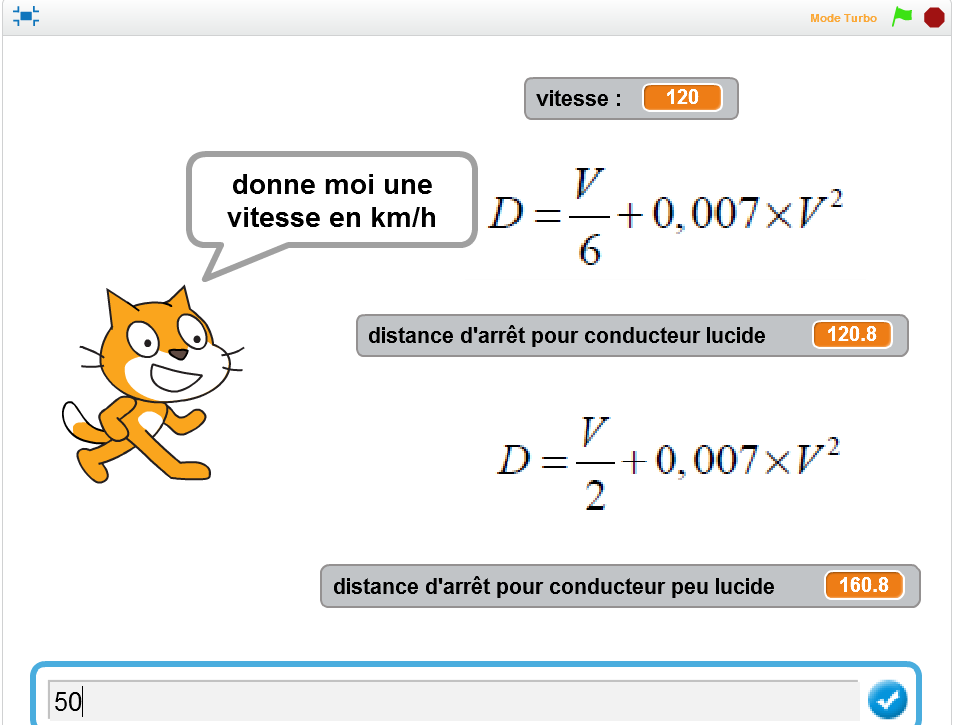 Mode Turbo
vitesse : 120
donne moi une
vitesse en km/h
D = V/6 + 0,007 × V²
distance d'arrêt pour conducteur lucide 120.8
D = V/2 + 0,007 × V²
distance d'arrêt pour conducteur peu lucide 160.8
50